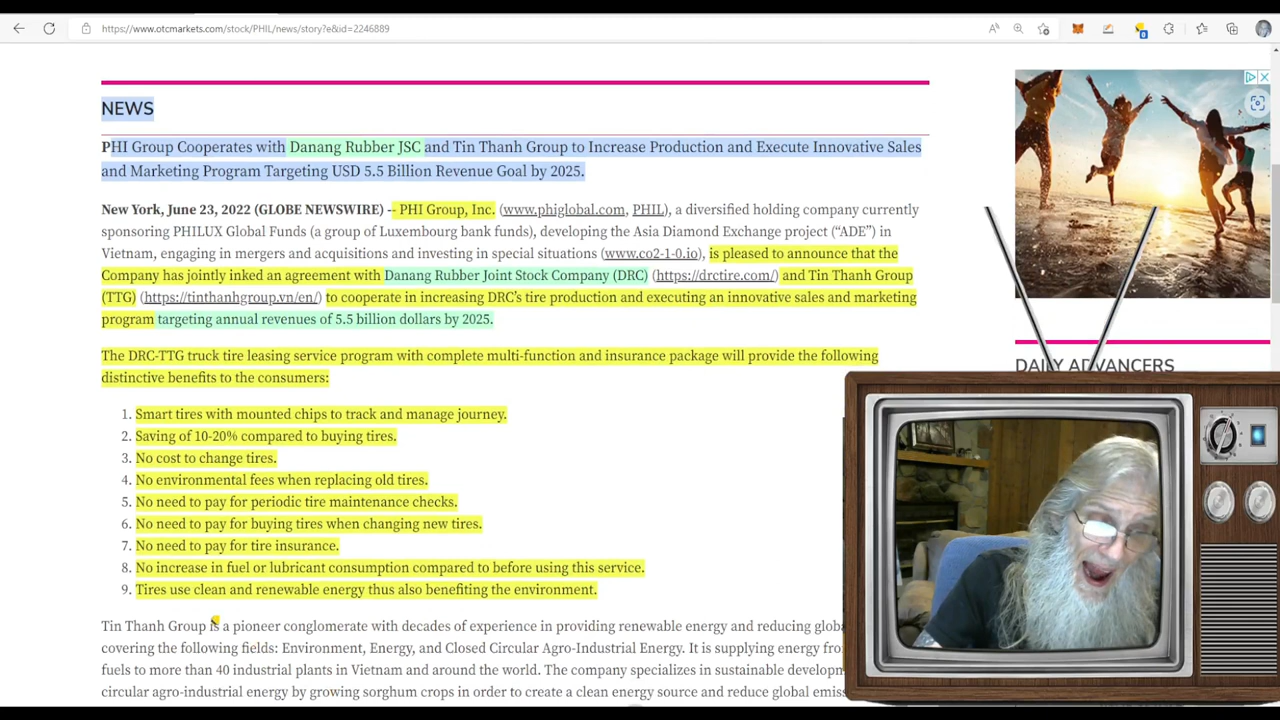 https://www.otcmarkets.com/stock/PHIL/news/story?e&id=2246889
NEWS
PHI Group Cooperates with Danang Rubber JSC and Tin Thanh Group to Increase Production and Execute Innovative Sales
and Marketing Program Targeting USD 5.5 Billion Revenue Goal by 2025.
New York, June 23, 2022 (GLOBE NEWSWIRE) -- PHI Group, Inc. (www.phiglobal.com, PHIL), a diversified holding company currently
sponsoring PHILUX Global Funds (a group of Luxembourg bank funds), developing the Asia Diamond Exchange project (“ADE”) in
Vietnam, engaging in mergers and acquisitions and investing in special situations (www.co2-1-0.io), is pleased to announce that the
Company has jointly inked an agreement with Danang Rubber Joint Stock Company (DRC) (https://drctire.com/) and Tin Thanh Group
(TTG) (https://tinthanhgroup.vn/en/) to cooperate in increasing DRC’s tire production and executing an innovative sales and marketing
program targeting annual revenues of 5.5 billion dollars by 2025.
The DRC-TTG truck tire leasing service program with complete multi-function and insurance package will provide the following
distinctive benefits to the consumers:
1. Smart tires with mounted chips to track and manage journey.
2. Saving of 10-20% compared to buying tires.
3. No cost to change tires.
4. No environmental fees when replacing old tires.
5. No need to pay for periodic tire maintenance checks.
6. No need to pay for buying tires when changing new tires.
7. No need to pay for tire insurance.
8. No increase in fuel or lubricant consumption compared to before using this service.
9. Tires use clean and renewable energy thus also benefiting the environment.
Tin Thanh Group is a pioneer conglomerate with decades of experience in providing renewable energy and reducing
covering the following fields: Environment, Energy, and Closed Circular Agro-Industrial Energy. It is supplying energy
fuels to more than 40 industrial plants in Vietnam and around the world. The company specializes in sustainable
circular agro-industrial energy by growing sorghum crops in order to create a clean energy source and reduce global
DAILY ADVANCERS